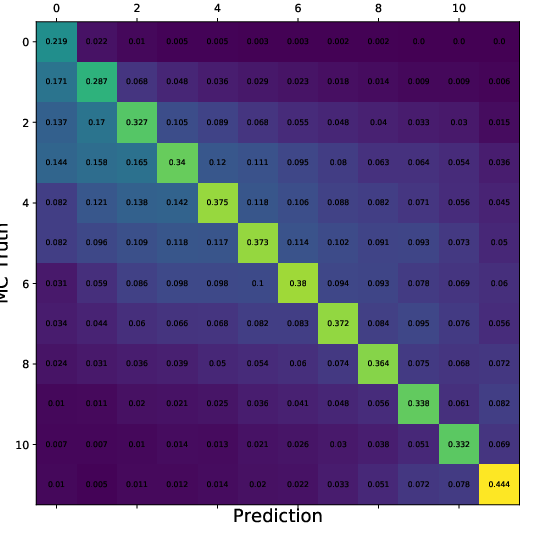 0 2 4 6 8 10
0 0.219 0.022 0.01 0.005 0.005 0.003 0.003 0.002 0.002 0.0 0.0 0.0
0.171 0.287 0.068 0.048 0.036 0.029 0.023 0.018 0.014 0.009 0.009 0.006
2 0.137 0.17 0.327 0.105 0.089 0.068 0.055 0.048 0.04 0.033 0.03 0.015
0.144 0.158 0.165 0.34 0.12 0.111 0.095 0.08 0.063 0.064 0.054 0.036
4 0.082 0.121 0.138 0.142 0.375 0.118 0.106 0.088 0.082 0.071 0.056 0.045
0.082 0.096 0.109 0.118 0.117 0.373 0.114 0.102 0.091 0.093 0.073 0.05
6 0.031 0.059 0.086 0.098 0.098 0.1 0.38 0.094 0.093 0.078 0.069 0.06
0.034 0.044 0.06 0.066 0.068 0.082 0.083 0.372 0.084 0.095 0.076 0.056
8 0.024 0.031 0.036 0.039 0.05 0.054 0.06 0.074 0.364 0.075 0.068 0.072
0.01 0.011 0.02 0.021 0.025 0.036 0.041 0.048 0.056 0.338 0.061 0.082
10 0.007 0.007 0.01 0.014 0.013 0.021 0.026 0.03 0.038 0.051 0.332 0.069
0.01 0.005 0.011 0.012 0.014 0.02 0.022 0.033 0.051 0.072 0.078 0.444
MC Truth
Prediction